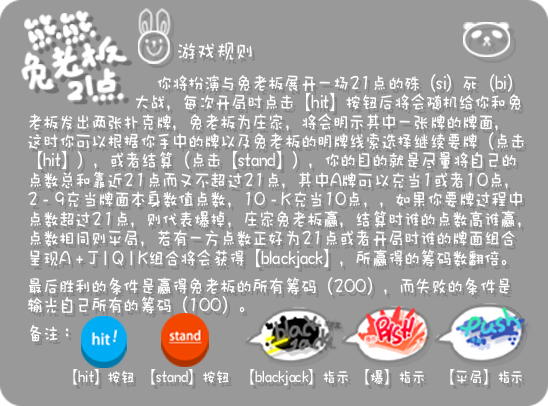 熊熊
兔老板
21点
游戏规则
你将扮演与兔老板展开一场21点的殊（si）死（bi）
大战，每次开局时点击【hit】按钮后将会随机给你和兔
老板发出两张扑克牌，兔老板为庄家，将会明示其中一张牌的牌面，
这时你可以根据你手中的牌以及兔老板的明牌线索选择继续要牌（点击
【hit】），或者结算（点击【stand】），你的目的就是尽量将自己的
点数总和靠近21点而又不超过21点，其中A牌可以充当1或者10点，
2-9充当牌面本身数值点数，10-K充当10点，，如果你要牌过程中
点数超过21点，则代表爆掉，庄家兔老板赢，结算时谁的点数高谁赢，
点数相同则平局，若有一方点数正好为21点或者开局时谁的牌面组合
呈现A+J|Q|K组合将会获得【blackjack】，所赢得的筹码数翻倍。
最后胜利的条件是赢得兔老板的所有筹码（200），而失败的条件是
输光自己所有的筹码（100）。
备注：
hit!
stand
black
jack
Push
【hit】按钮 【stand】按钮 【blackjack】指示 【爆】指示 【平局】指示